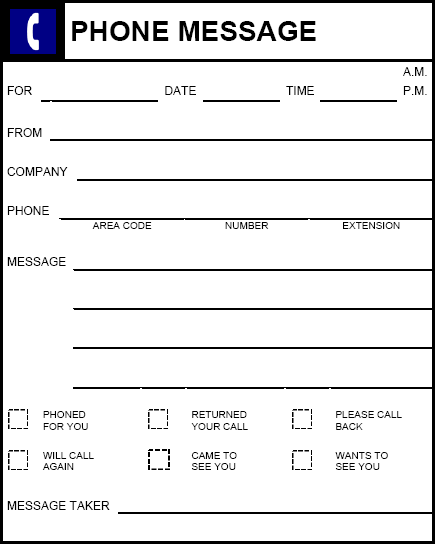 PHONE MESSAGE
A.M.
FOR DATE TIME P.M.
FROM
COMPANY
PHONE
AREA CODE NUMBER EXTENSION
MESSAGE
PHONED RETURNED PLEASE CALL
FOR YOU YOUR CALL BACK
WILL CALL CAME TO WANTS TO
AGAIN SEE YOU SEE YOU
MESSAGE TAKER